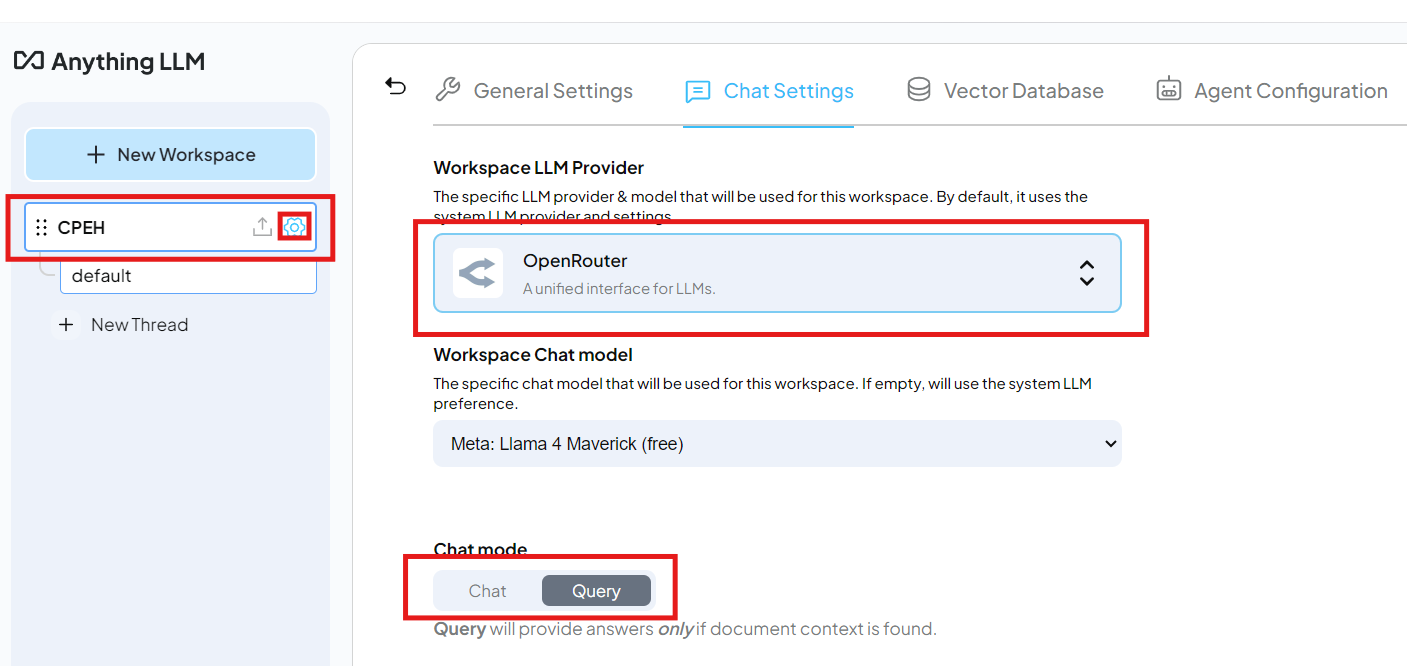 Anything LLM
New Workspace
CPEH
default
New Thread
General Settings
Chat Settings
Vector Database
Agent Configuration
Workspace LLM Provider
The specific LLM provider & model that will be used for this workspace. By default, it uses the
system LLM provider and settings.
OpenRouter
A unified interface for LLMs.
Workspace Chat model
The specific chat model that will be used for this workspace. If empty, will use the system LLM
preference.
Meta: Llama 4 Maverick (free)
Chat mode
Chat
Query
Query will provide answers only if document context is found.